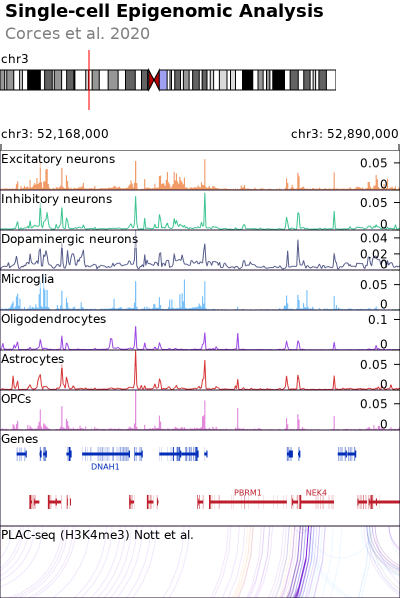 Single-cell Epigenomic Analysis
Corces et al. 2020
chr3
chr3: 52,168,000 chr3: 52,890,000
Excitatory neurons 0.05
0
Inhibitory neurons 0.05
0
Dopaminergic neurons 0.04
0.02
0
Microglia 0.05
0
Oligodendrocytes 0.1
0
Astrocytes 0.05
0
OPCs 0.05
0
Genes
DNAH1
PBRM1 NEK4
PLAC-seq (H3K4me3) Nott et al.